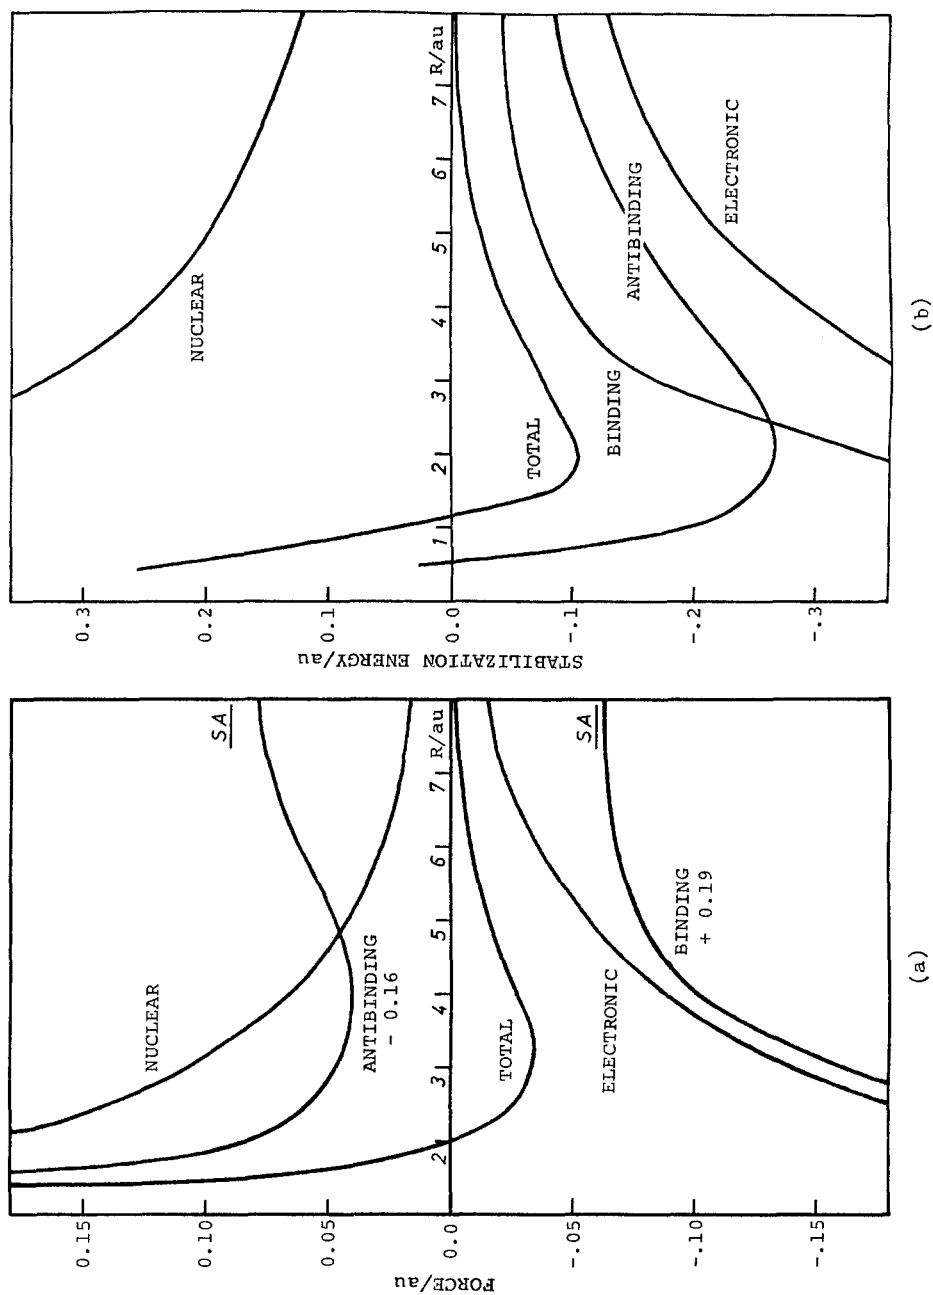 0.15
0.10
0.05
0.0
-.05
-.10
-.15
FORCE/au
2
3
4
5
6
7
R/au
NUCLEAR
ANTIBINDING
- 0.16
TOTAL
ELECTRONIC
BINDING
+ 0.19
SA
SA
(a)
0.3
0.2
0.1
0.0
-.1
-.2
-.3
STABILIZATION ENERGY/au
1
2
3
4
5
6
7
R/au
NUCLEAR
TOTAL
BINDING
ANTIBINDING
ELECTRONIC
(b)